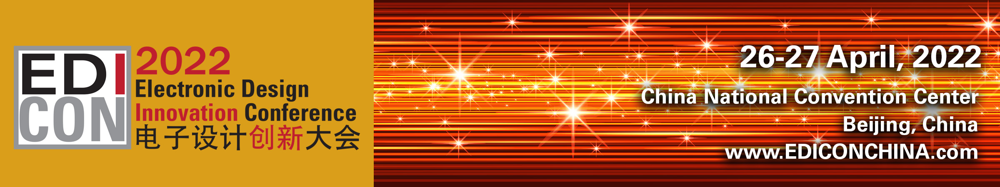 EDI
CON
2022
Electronic Design
Innovation Conference
电子设计创新大会
26-27 April, 2022
China National Convention Center
Beijing, China
www.EDICONCHINA.com